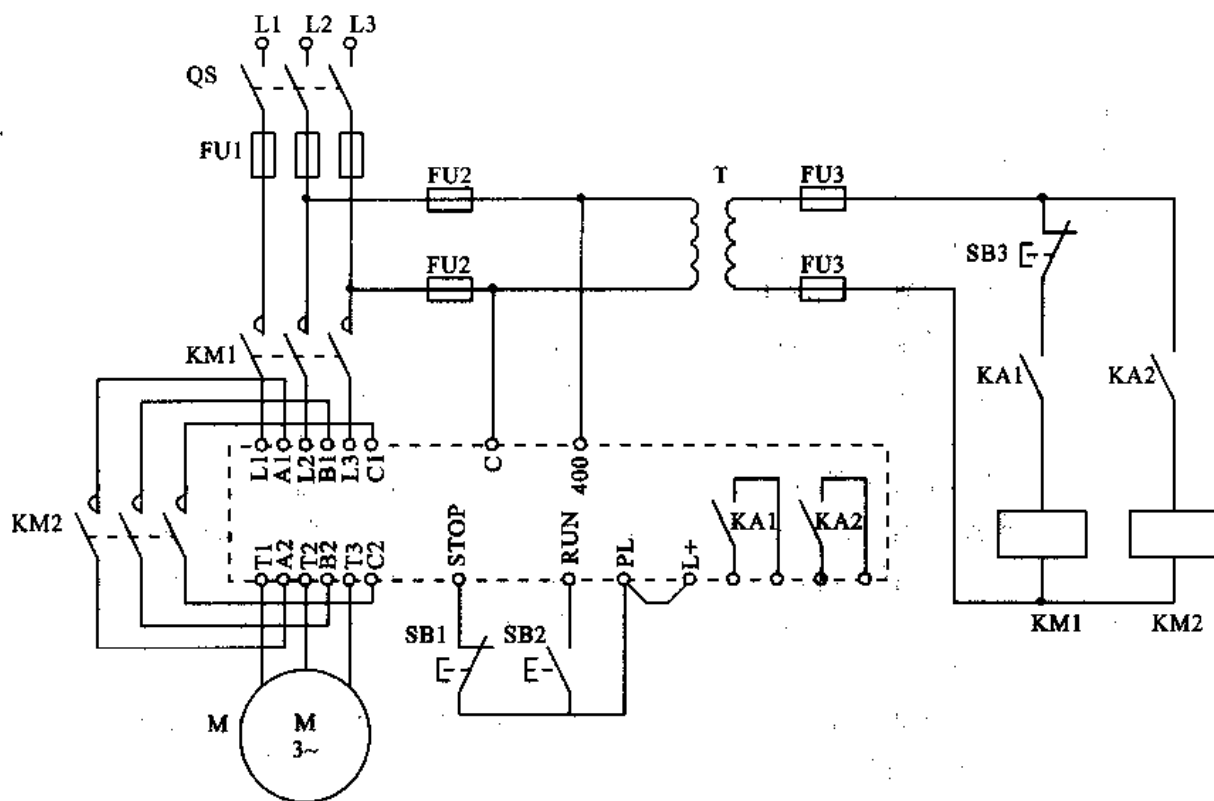 L1 L2 L3
QS
FU1
FU2 T FU3
FU2 FU3
SB3
KM1
KA1 KA2
L1 A1 L2 B1 L3 C1 C 400
KM2
KA1 KA2
T1 A2 T2 B2 T3 C2 STOP RUN PL L+
KM1 KM2
SB1 SB2
M M
3~